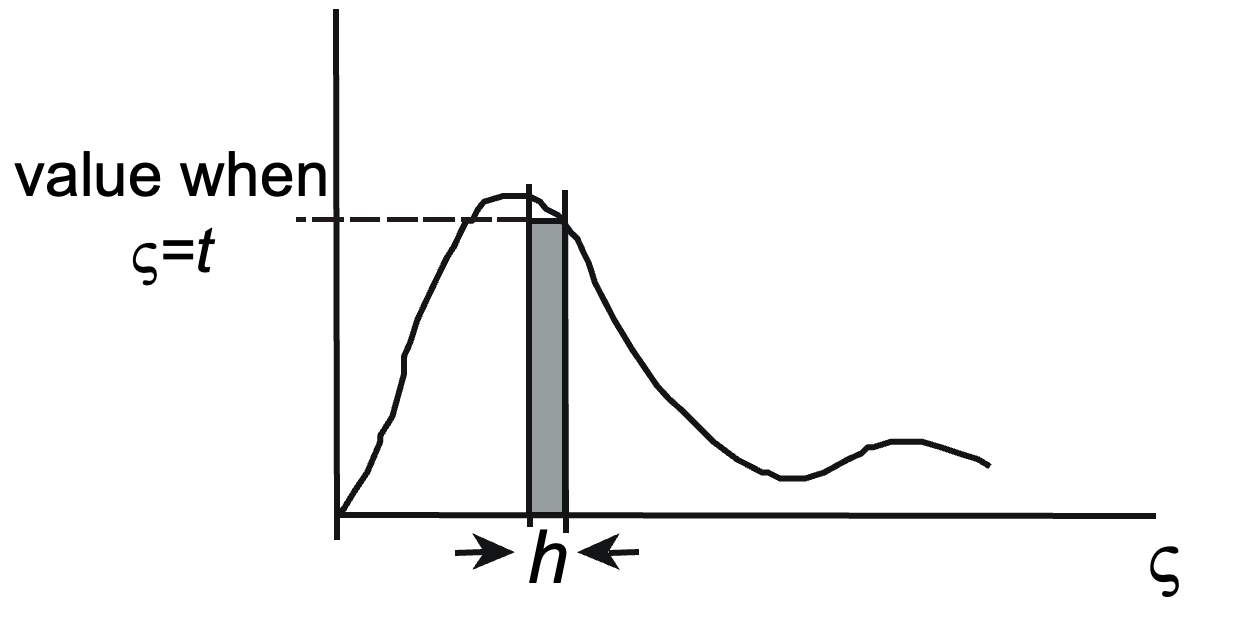 value when
ς=t
h
ς